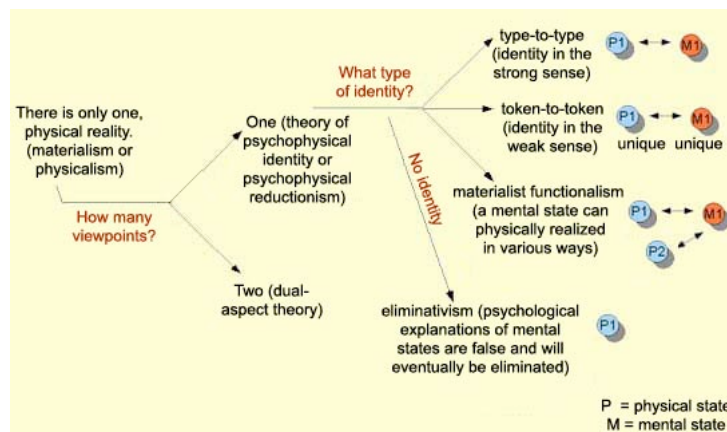 There is only one,
physical reality.
(materialism or
physicalism)
How many
viewpoints?
One (theory of
psychophysical
identity or
psychophysical
reductionism)
Two (dual-
aspect theory)
What type
of identity?
No identity
type-to-type
(identity in the
strong sense)
P1
M1
token-to-token
(identity in the
weak sense)
P1
M1
unique
unique
materialist functionalism
(a mental state can
physically realized
in various ways)
P1
M1
P2
eliminativism (psychological
explanations of mental
states are false and will
eventually be eliminated)
P1
P = physical state
M = mental state